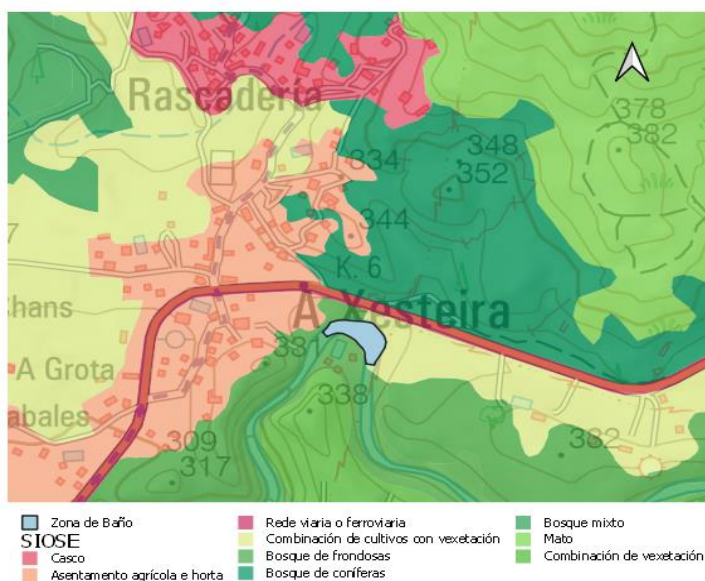 Rascadería
378
382
348
352
334
344
K. 6
A Xesteira
Chans
331
A Grota
338
abales
309
317
382
Zona de Baño
SIOSE
Casco
Asentamento agrícola e horta
Rede viaria o ferroviaria
Combinación de cultivos con vexetación
Bosque de frondosas
Bosque de coníferas
Bosque mixto
Mato
Combinación de vexetación